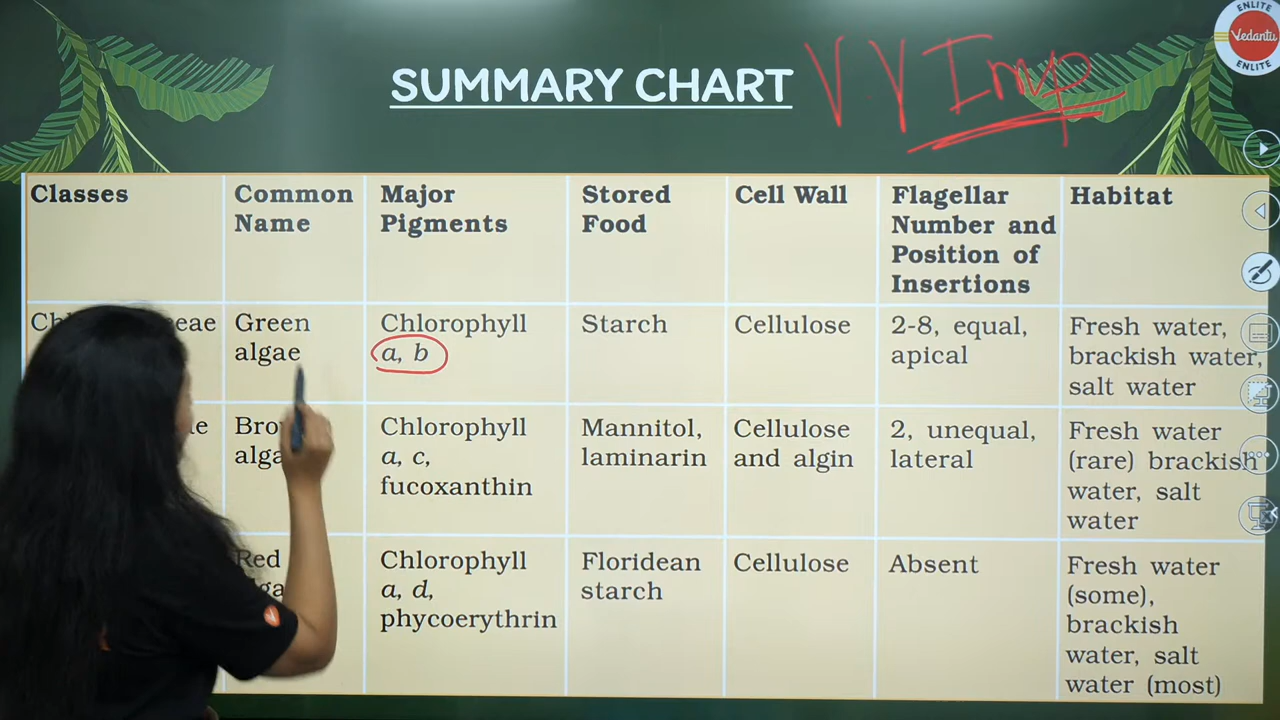 ENLITE
Vedantu
ENLITE
SUMMARY CHART
V.V Imp
Classes
Common
Name
Major
Pigments
Stored
Food
Cell Wall
Flagellar
Number and
Position of
Insertions
Habitat
Green
algae
Chlorophyll
a, b
Starch
Cellulose
2-8, equal,
apical
Fresh water,
brackish water,
salt water
Chlorophyll
a, c,
fucoxanthin
Mannitol,
laminarin
Cellulose
and algin
2, unequal,
lateral
Fresh water
(rare) brackish
water, salt
water
Red
Chlorophyll
a, d,
phycoerythrin
Floridean
starch
Cellulose
Absent
Fresh water
(some),
brackish
water, salt
water (most)